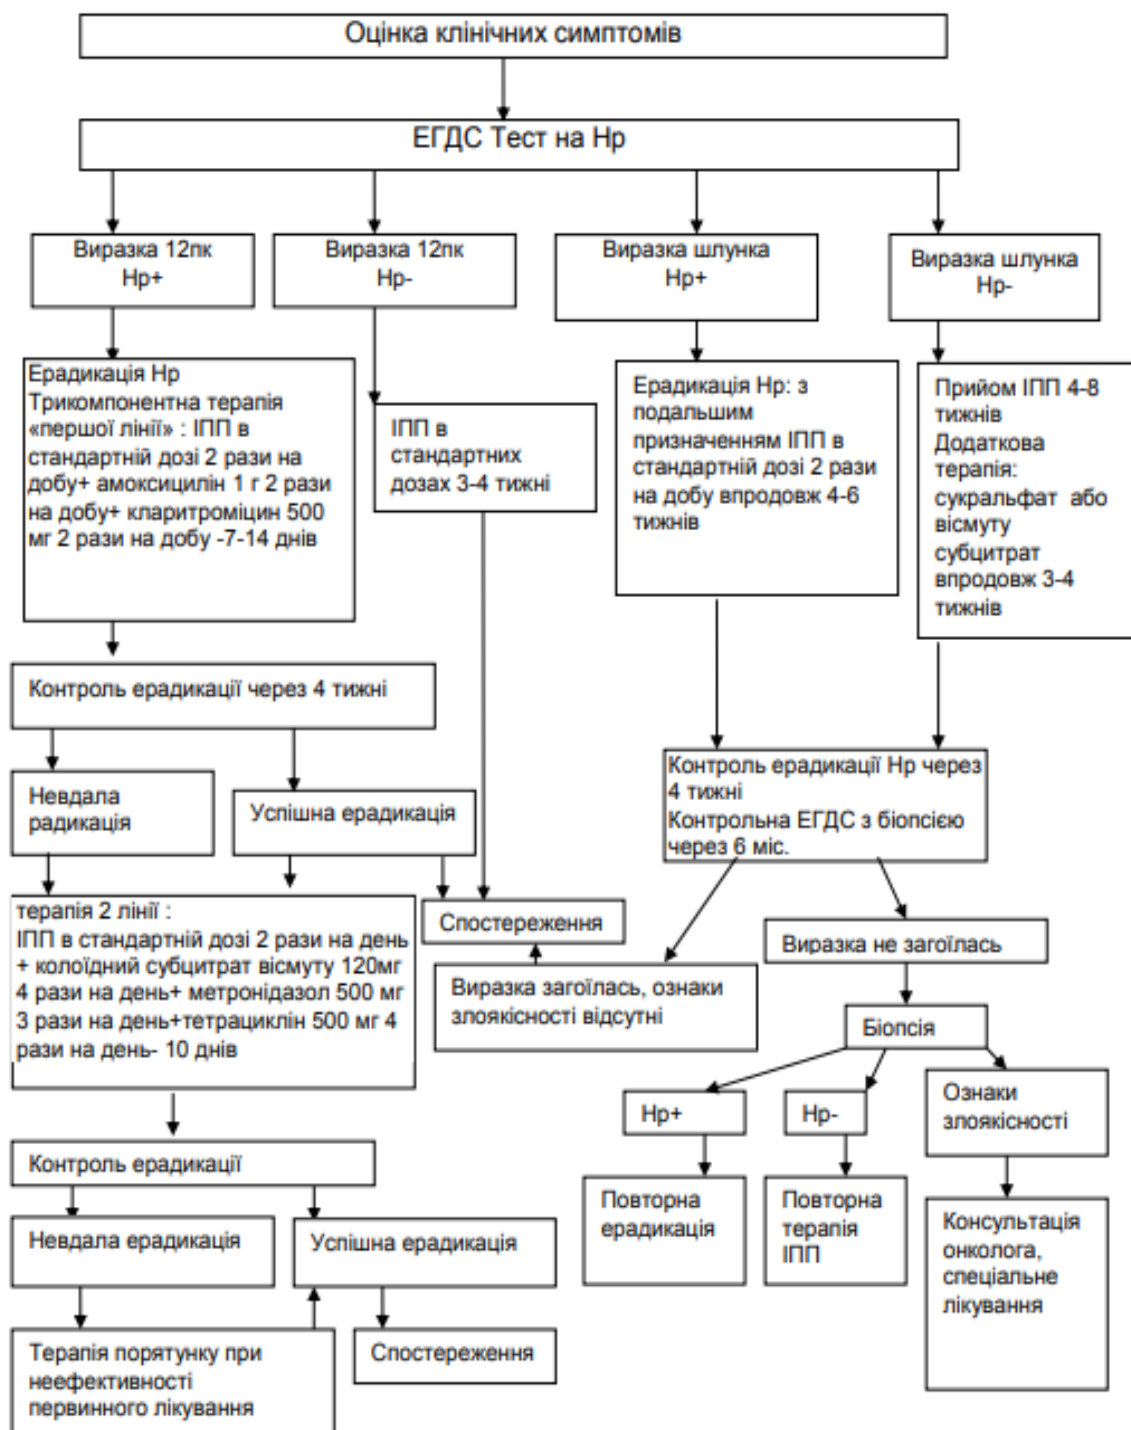 Оцінка клінічних симптомів
ЕГДС Тест на Нр
Виразка 12пк
Нр+
Виразка 12пк
Нр-
Виразка шлунка
Нр+
Виразка шлунка
Нр-
Ерадикація Нр
Трикомпонентна терапія
«першої лінії» : ІПП в
стандартній дозі 2 рази на
добу+ амоксицилін 1 г 2 рази
на добу+ кларитроміцин 500
мг 2 рази на добу -7-14 днів
ІПП в
стандартних
дозах 3-4 тижні
Ерадикація Нр: з
подальшим
призначенням ІПП в
стандартній дозі 2 рази
на добу впродовж 4-6
тижнів
Прийом ІПП 4-8
тижнів
Додаткова
терапія:
сукральфат або
вісмуту
субцитрат
впродовж 3-4
тижнів
Контроль ерадикації через 4 тижні
Невдала
радикація
Успішна ерадикація
Контроль ерадикації Нр через
4 тижні
Контрольна ЕГДС з біопсією
через 6 міс.
терапія 2 лінії :
ІПП в стандартній дозі 2 рази на день
+ колоїдний субцитрат вісмуту 120мг
4 рази на день+ метронідазол 500 мг
3 рази на день+тетрациклін 500 мг 4
рази на день- 10 днів
Спостереження
Виразка загоїлась, ознаки
злоякісності відсутні
Виразка не загоїлась
Біопсія
Нр+
Нр-
Ознаки
злоякісності
Контроль ерадикації
Повторна
ерадикація
Повторна
терапія
ІПП
Консультація
онколога,
спеціальне
лікування
Невдала ерадикація
Успішна ерадикація
Терапія порятунку при
неефективності
первинного лікування
Спостереження